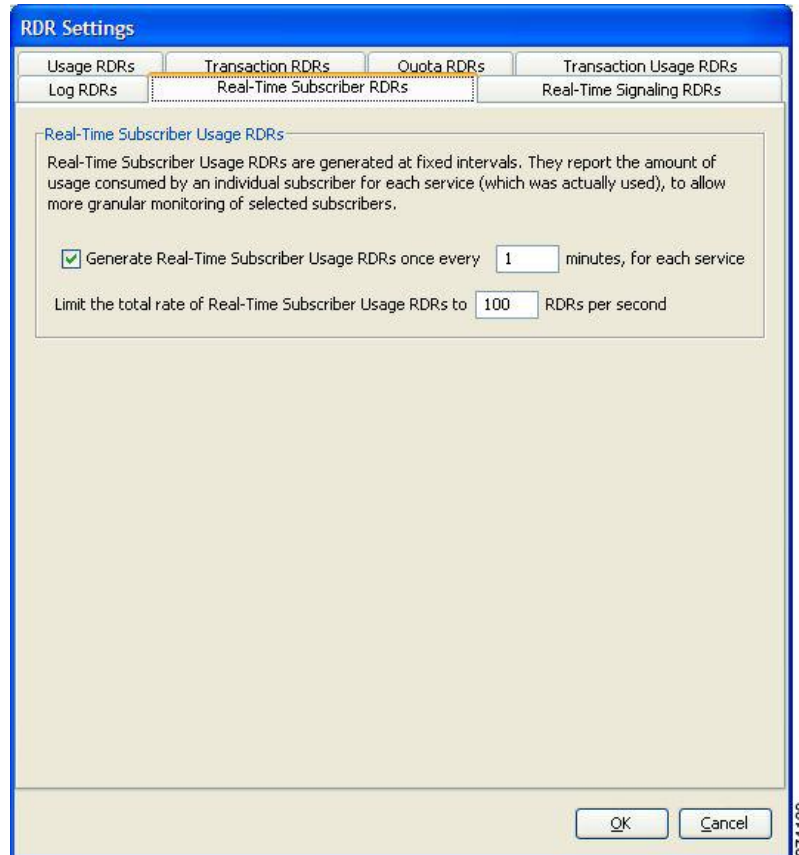 RDR Settings
Usage RDRs
Transaction RDRs
Quota RDRs
Transaction Usage RDRs
Log RDRs
Real-Time Subscriber RDRs
Real-Time Signaling RDRs
Real-Time Subscriber Usage RDRs
Real-Time Subscriber Usage RDRs are generated at fixed intervals. They report the amount of
usage consumed by an individual subscriber for each service (which was actually used), to allow
more granular monitoring of selected subscribers.
Generate Real-Time Subscriber Usage RDRs once every 1 minutes, for each service
Limit the total rate of Real-Time Subscriber Usage RDRs to 100 RDRs per second
OK
Cancel